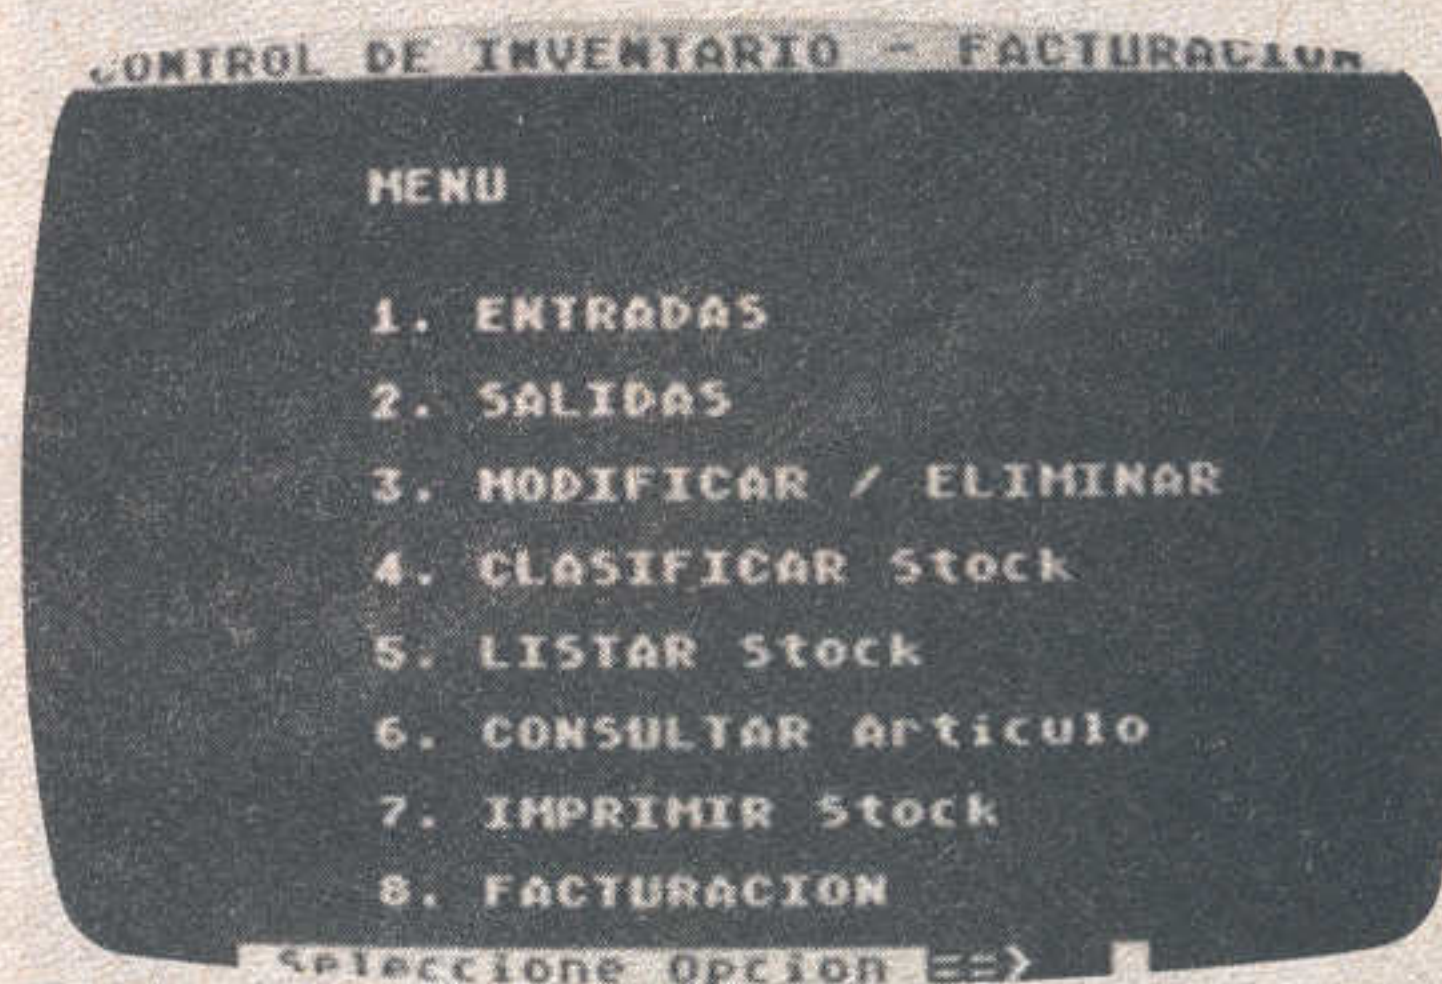 CONTROL DE INVENTARIO - FACTURACION
MENU
1. ENTRADAS
2. SALIDAS
3. MODIFICAR / ELIMINAR
4. CLASIFICAR Stock
5. LISTAR Stock
6. CONSULTAR Articulo
7. IMPRIMIR Stock
8. FACTURACION
Seleccione Opcion ==>